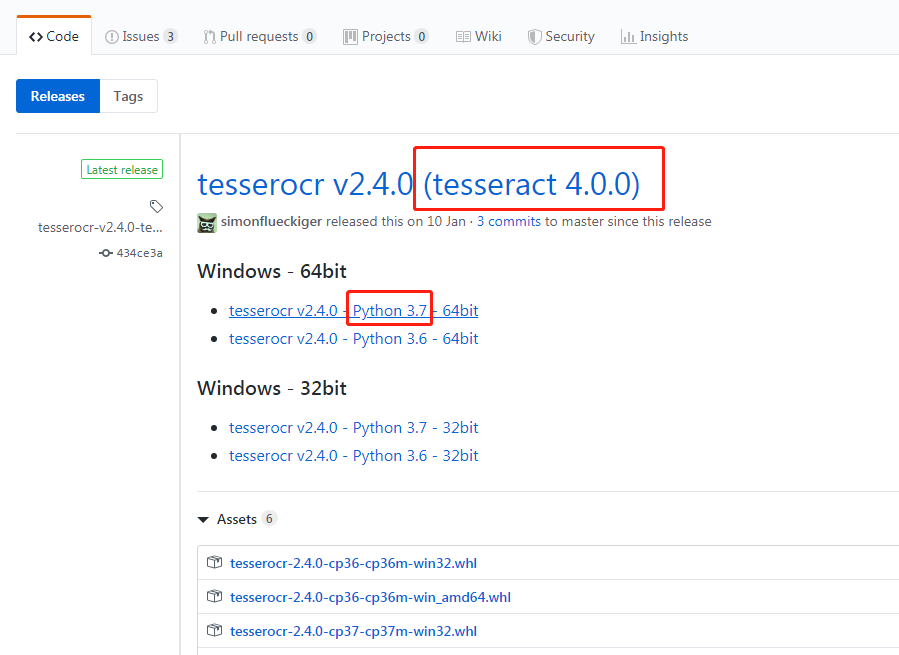 Code Issues 3 Pull requests 0 Projects 0 Wiki Security Insights
Releases Tags
Latest release
tesserocr-v2.4.0-te...
434ce3a
tesserocr v2.4.0 (tesseract 4.0.0)
simonflueckiger released this on 10 Jan · 3 commits to master since this release
Windows - 64bit
tesserocr v2.4.0 - Python 3.7 - 64bit
tesserocr v2.4.0 - Python 3.6 - 64bit
Windows - 32bit
tesserocr v2.4.0 - Python 3.7 - 32bit
tesserocr v2.4.0 - Python 3.6 - 32bit
Assets 6
tesserocr-2.4.0-cp36-cp36m-win32.whl
tesserocr-2.4.0-cp36-cp36m-win_amd64.whl
tesserocr-2.4.0-cp37-cp37m-win32.whl